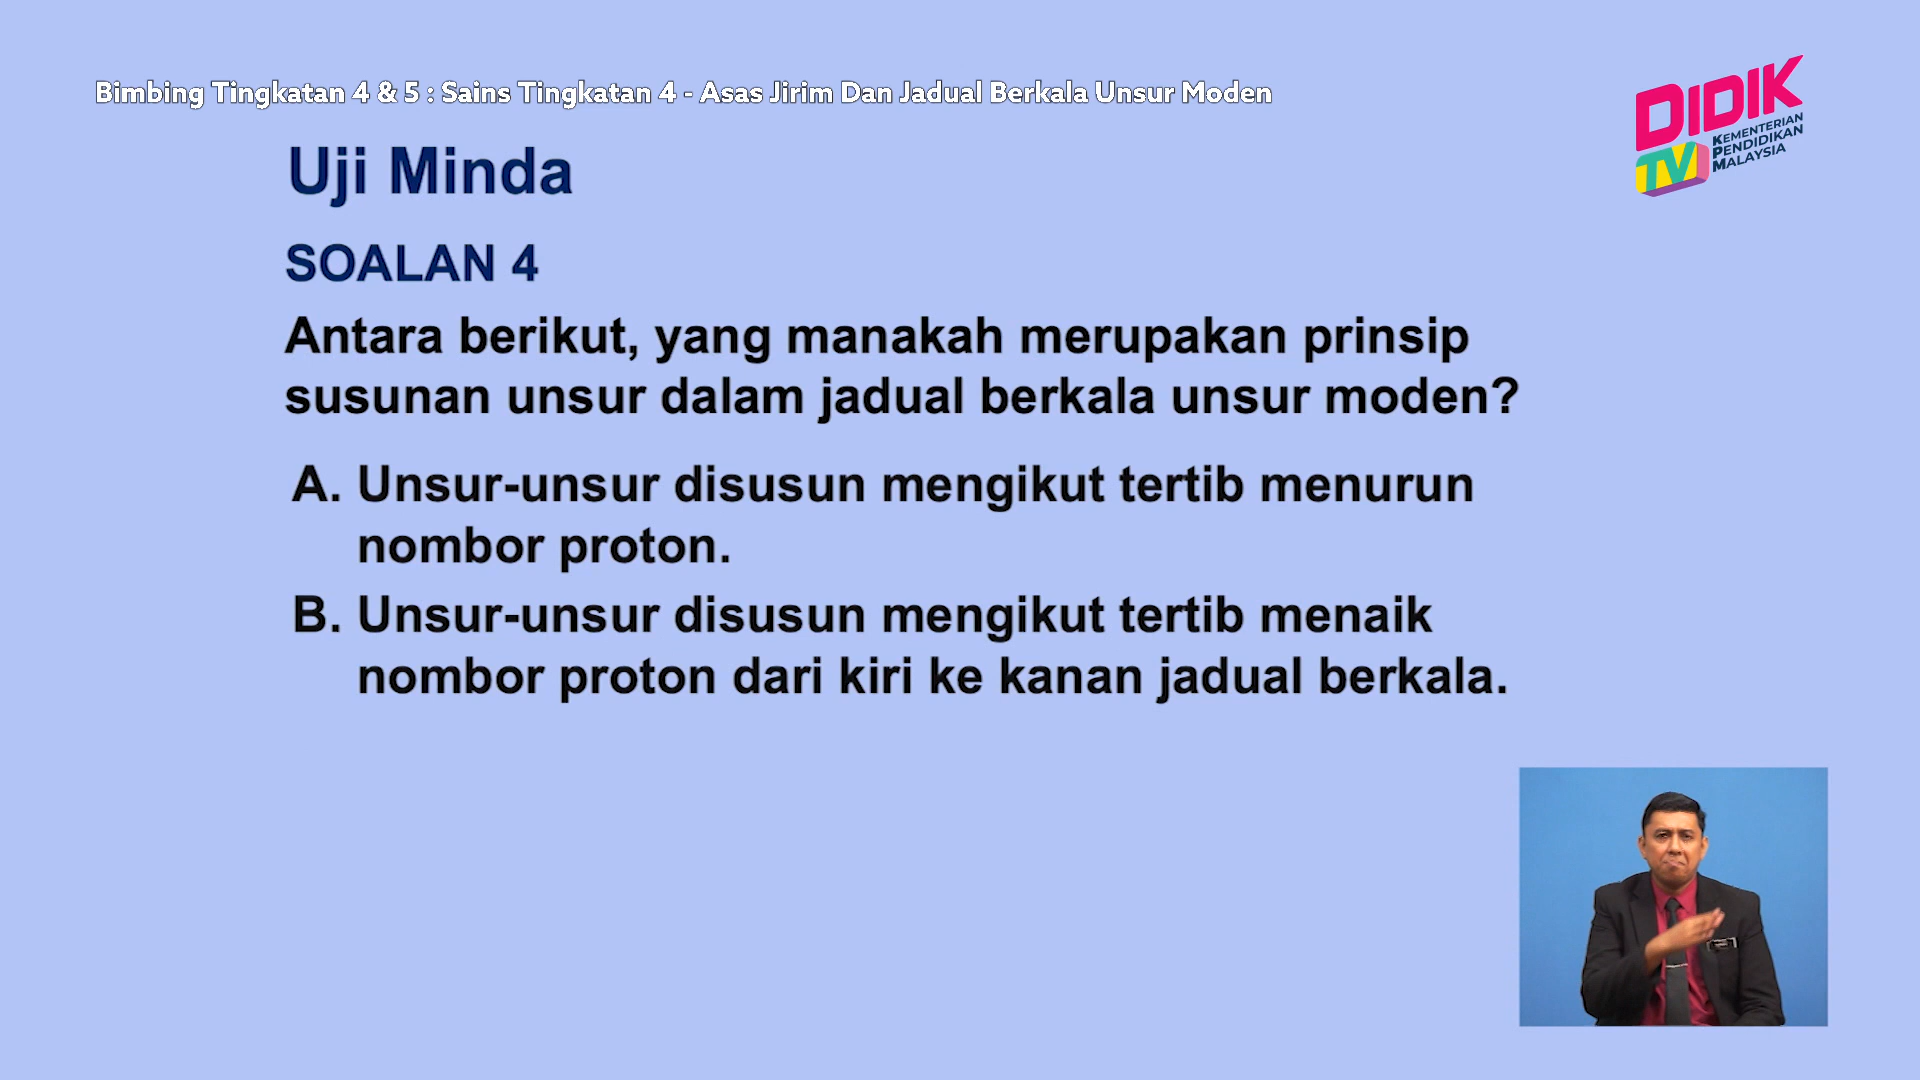 Bimbing Tingkatan 4 & 5 : Sains Tingkatan 4 - Asas Jirim Dan Jadual Berkala Unsur Moden
DIDIK
TV
KEMENTERIAN
PENDIDIKAN
MALAYSIA
Uji Minda
SOALAN 4
Antara berikut, yang manakah merupakan prinsip
susunan unsur dalam jadual berkala unsur moden?
A. Unsur-unsur disusun mengikut tertib menurun
nombor proton.
B. Unsur-unsur disusun mengikut tertib menaik
nombor proton dari kiri ke kanan jadual berkala.